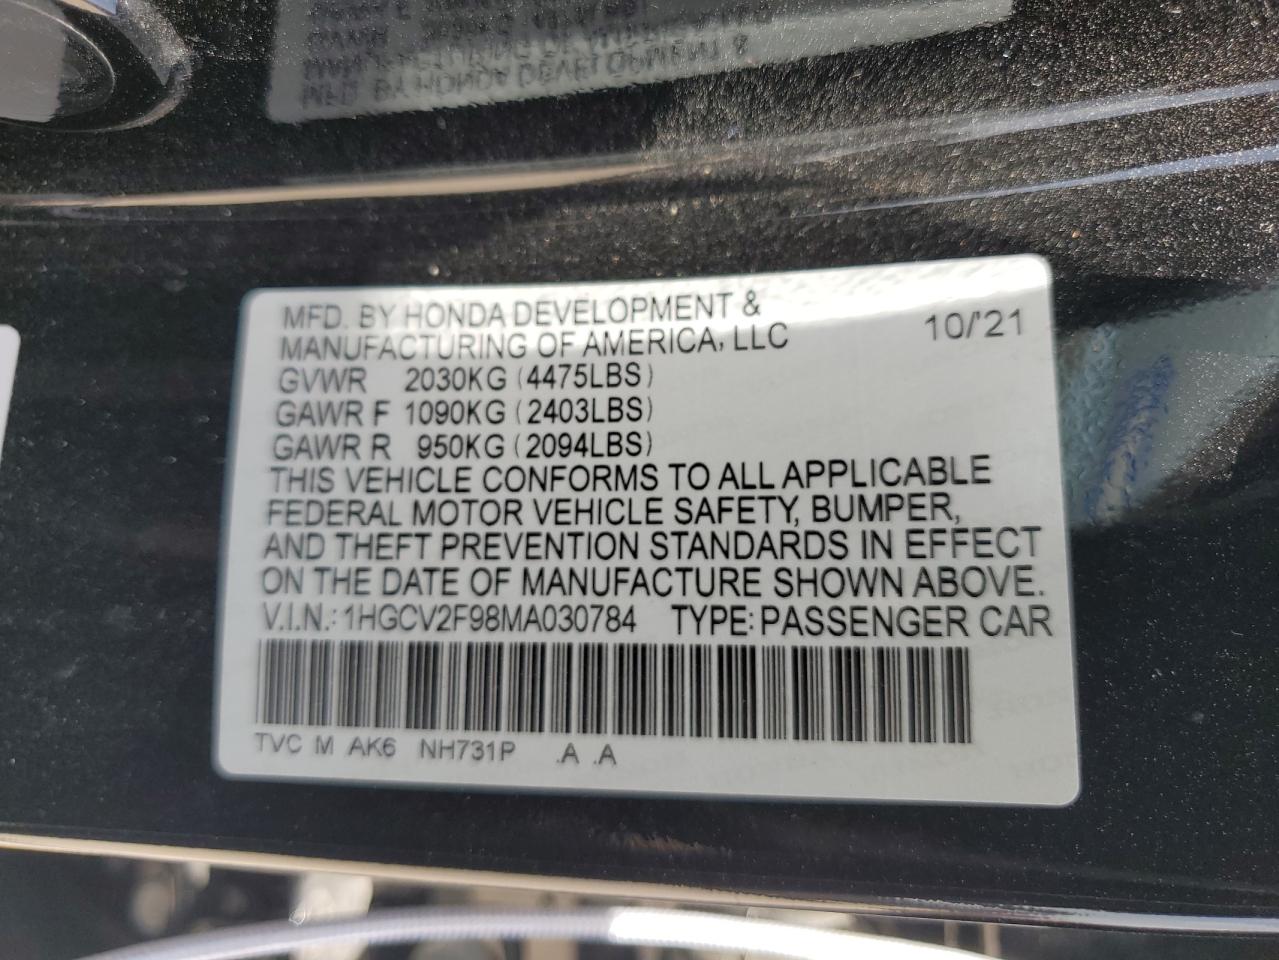 MFD. BY HONDA DEVELOPMENT &
MANUFACTURING OF AMERICA, LLC 10/'21
GVWR 2030KG (4475LBS)
GAWR F 1090KG (2403LBS)
GAWR R 950KG (2094LBS)
THIS VEHICLE CONFORMS TO ALL APPLICABLE
FEDERAL MOTOR VEHICLE SAFETY, BUMPER,
AND THEFT PREVENTION STANDARDS IN EFFECT
ON THE DATE OF MANUFACTURE SHOWN ABOVE.
V.I.N.: 1HGCV2F98MA030784 TYPE: PASSENGER CAR
TVC M AK6 NH731P .A .A